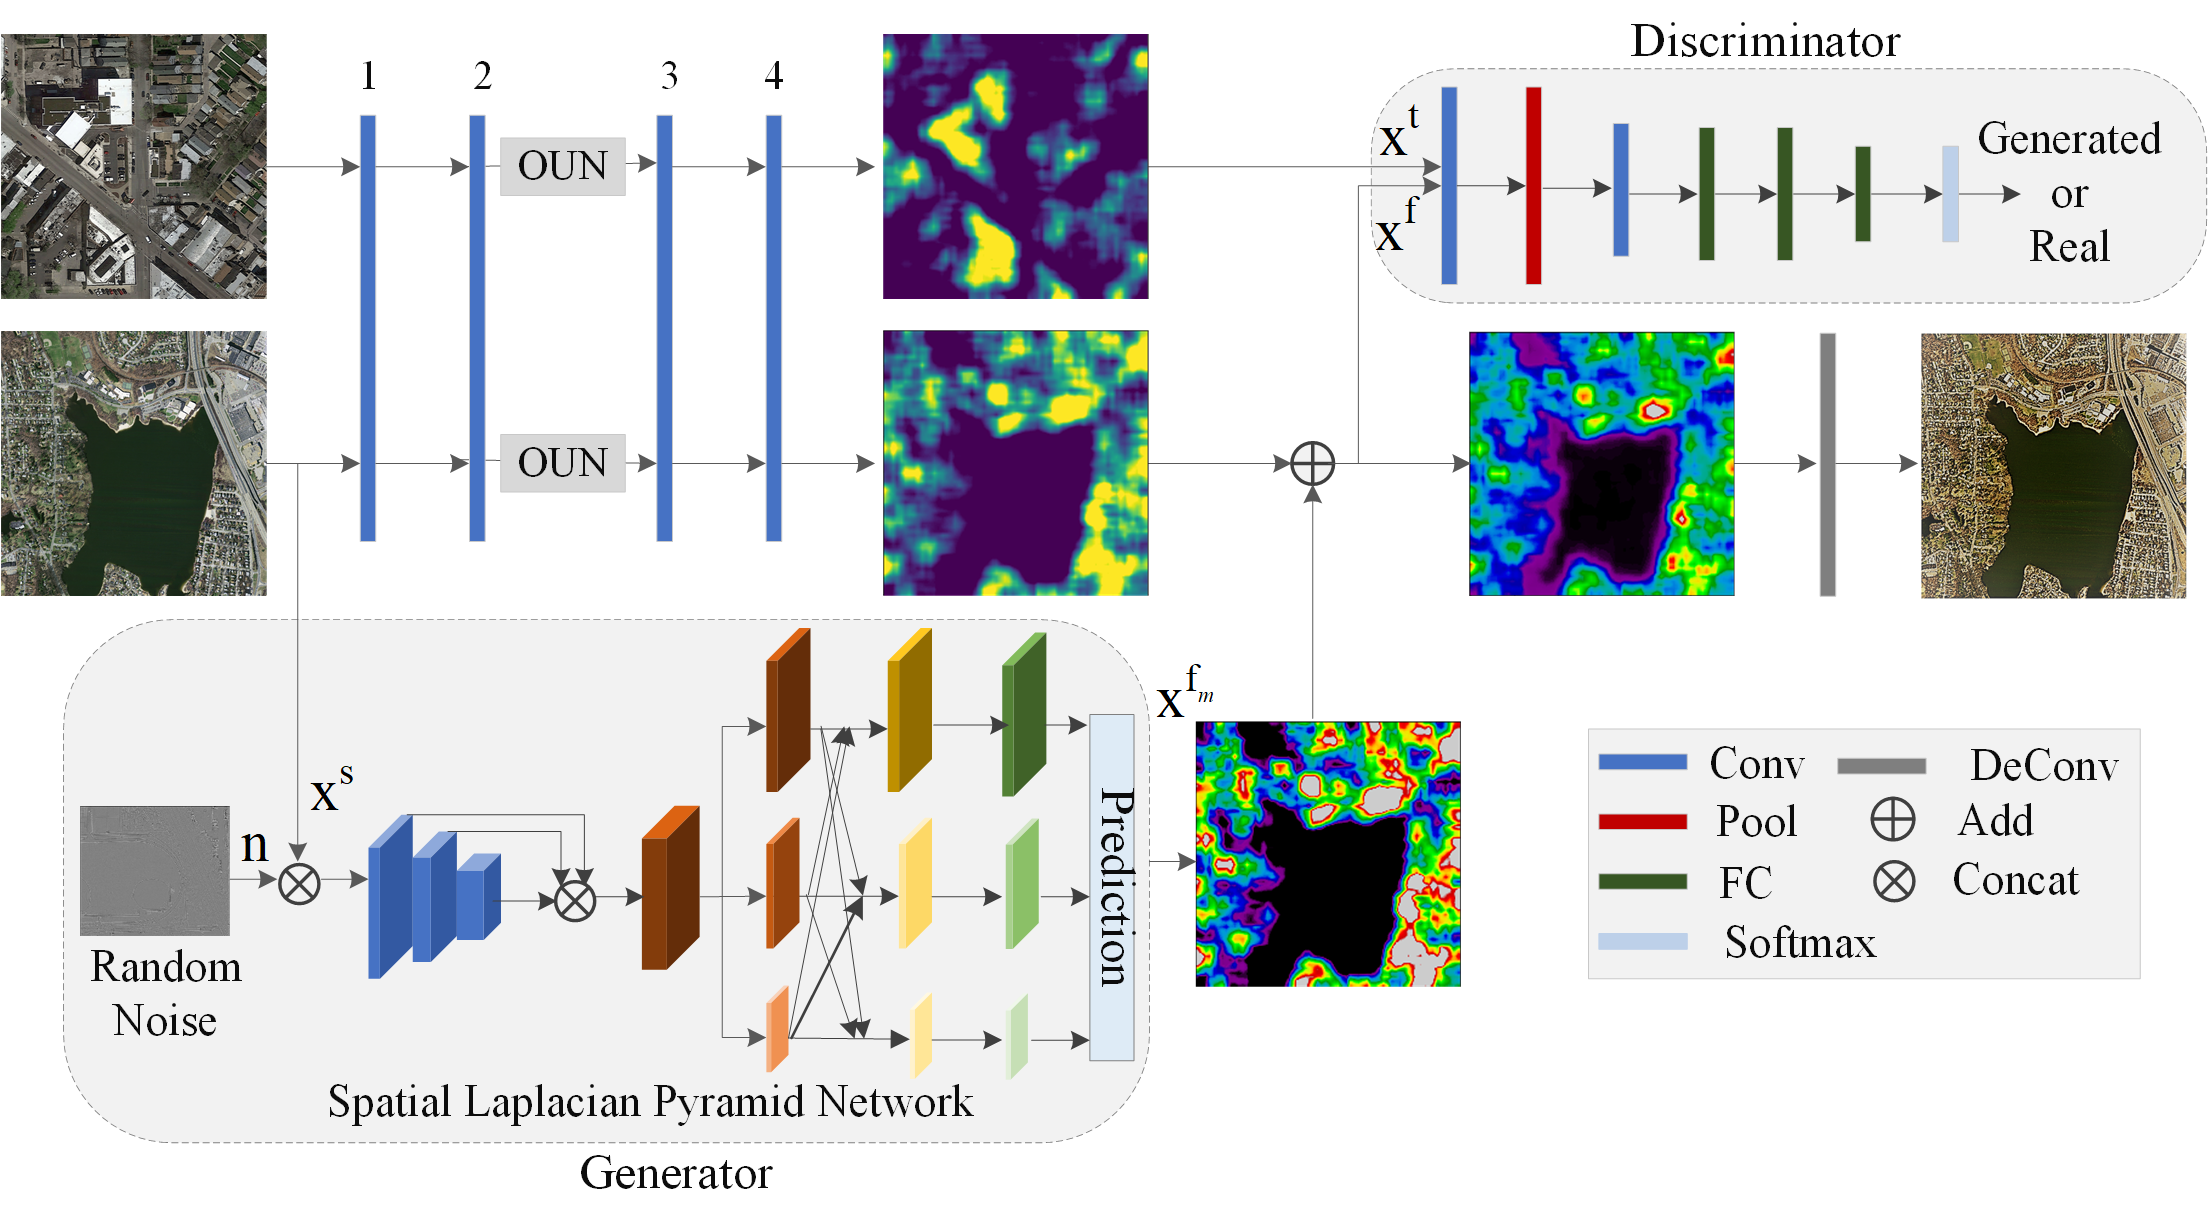 Discriminator
1 2 3 4
OUN
x^t
x^f
Generated
or
Real
OUN
x^s
n
Random
Noise
Prediction
x^{f_m}
Spatial Laplacian Pyramid Network
Generator
Conv
DeConv
Pool
Add
FC
Concat
Softmax